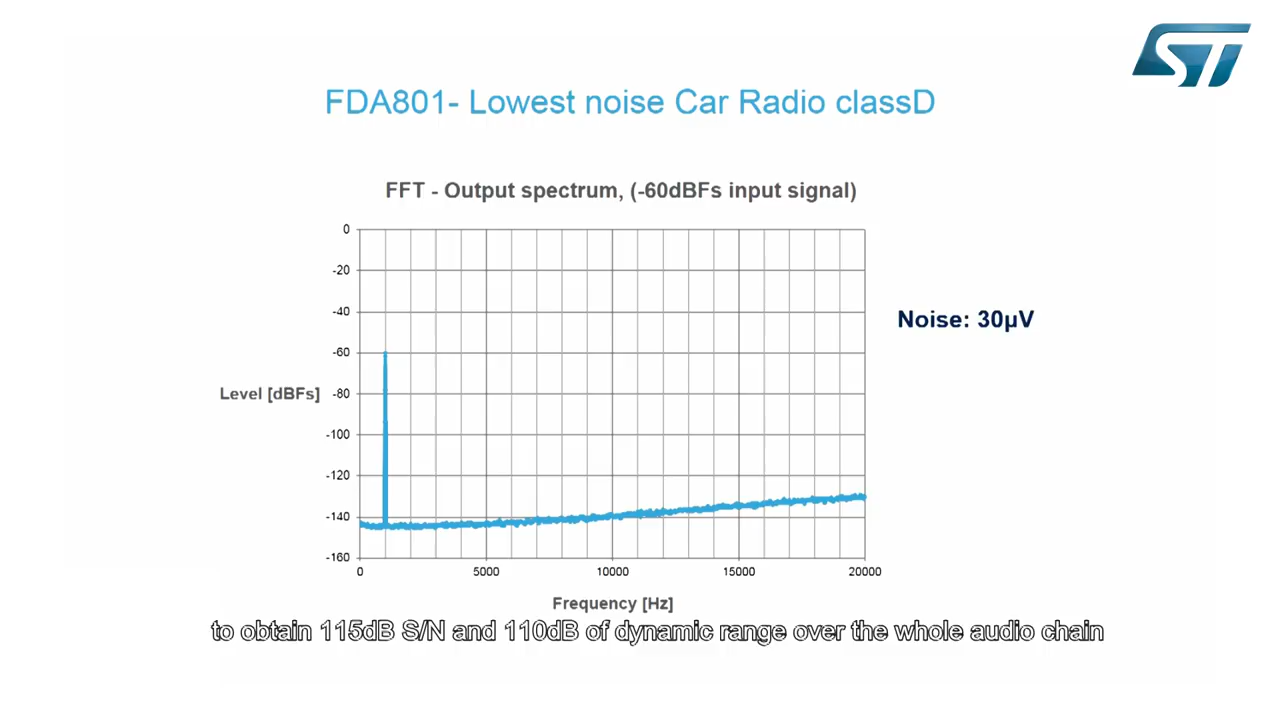 ST
FDA801- Lowest noise Car Radio classD
FFT - Output spectrum, (-60dBFs input signal)
0
-20
-40
-60
-80
-100
-120
-140
-160
Level [dBFs]
Noise: 30µV
0 5000 10000 15000 20000
Frequency [Hz]
to obtain 115dB S/N and 110dB of dynamic range over the whole audio chain